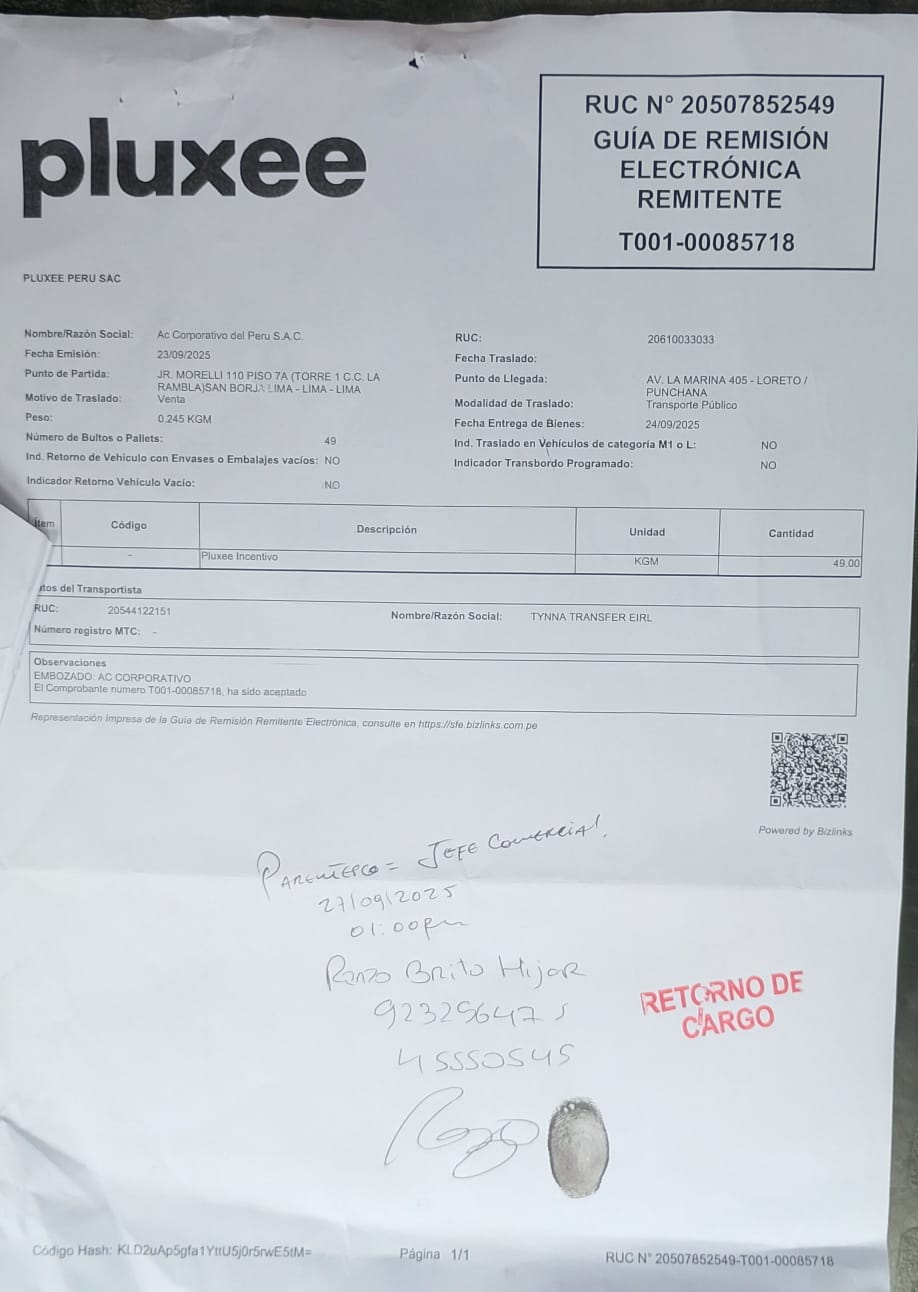 pluxee
RUC N° 20507852549
GUÍA DE REMISIÓN
ELECTRÓNICA
REMITENTE
T001-00085718
PLUXEE PERU SAC
Nombre/Razón Social: Ac Corporativo del Peru S.A.C.
Fecha Emisión: 23/09/2025
Punto de Partida: JR. MORELLI 110 PISO 7A (TORRE 1 C.C. LA
RAMBLA)SAN BORJA LIMA - LIMA - LIMA
Motivo de Traslado: Venta
Peso: 0.245 KGM
Número de Bultos o Pallets: 49
Ind. Retorno de Vehiculo con Envases o Embalajes vacíos: NO
Indicador Retorno Vehículo Vacío: NO
RUC: 20610033033
Fecha Traslado:
Punto de Llegada: AV. LA MARINA 405 - LORETO /
PUNCHANA
Modalidad de Traslado: Transporte Público
Fecha Entrega de Bienes: 24/09/2025
Ind. Traslado en Vehículos de categoría M1 o L: NO
Indicador Transbordo Programado: NO
Ítem Código Descripción Unidad Cantidad
- Pluxee Incentivo KGM 49.00
tos del Transportista
RUC: 20544122151 Nombre/Razón Social: TYNNA TRANSFER EIRL
Número registro MTC: -
Observaciones
EMBOZADO: AC CORPORATIVO
El Comprobante numero T001-00085718, ha sido aceptado
Representación Impresa de la Guía de Remisión Remitente Electrónica, consulte en https://sfe.bizlinks.com.pe
Powered by Bizlinks
Parentesco = Jefe Comercial.
27/09/2025
01:00pm
Renzo Brito Hijar
923256475
45550545
RETORNO DE
CARGO
Código Hash: KLD2uAp5gfa1YttU5j0r5rwE5tM=
Página 1/1
RUC N° 20507852549-T001-00085718